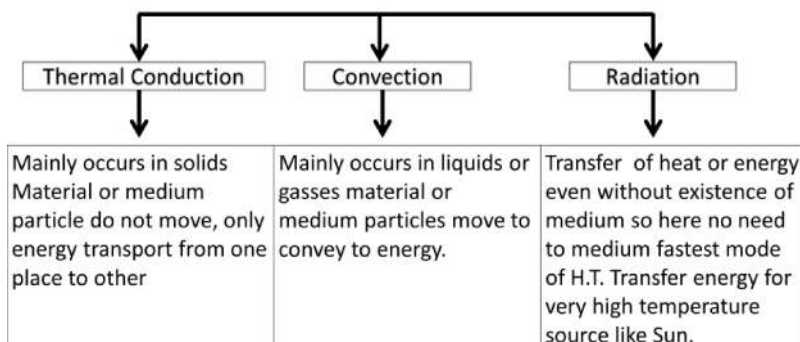 Thermal Conduction
Convection
Radiation
Mainly occurs in solids
Material or medium
particle do not move, only
energy transport from one
place to other
Mainly occurs in liquids or
gasses material or
medium particles move to
convey to energy.
Transfer of heat or energy
even without existence of
medium so here no need
to medium fastest mode
of H.T. Transfer energy for
very high temperature
source like Sun.